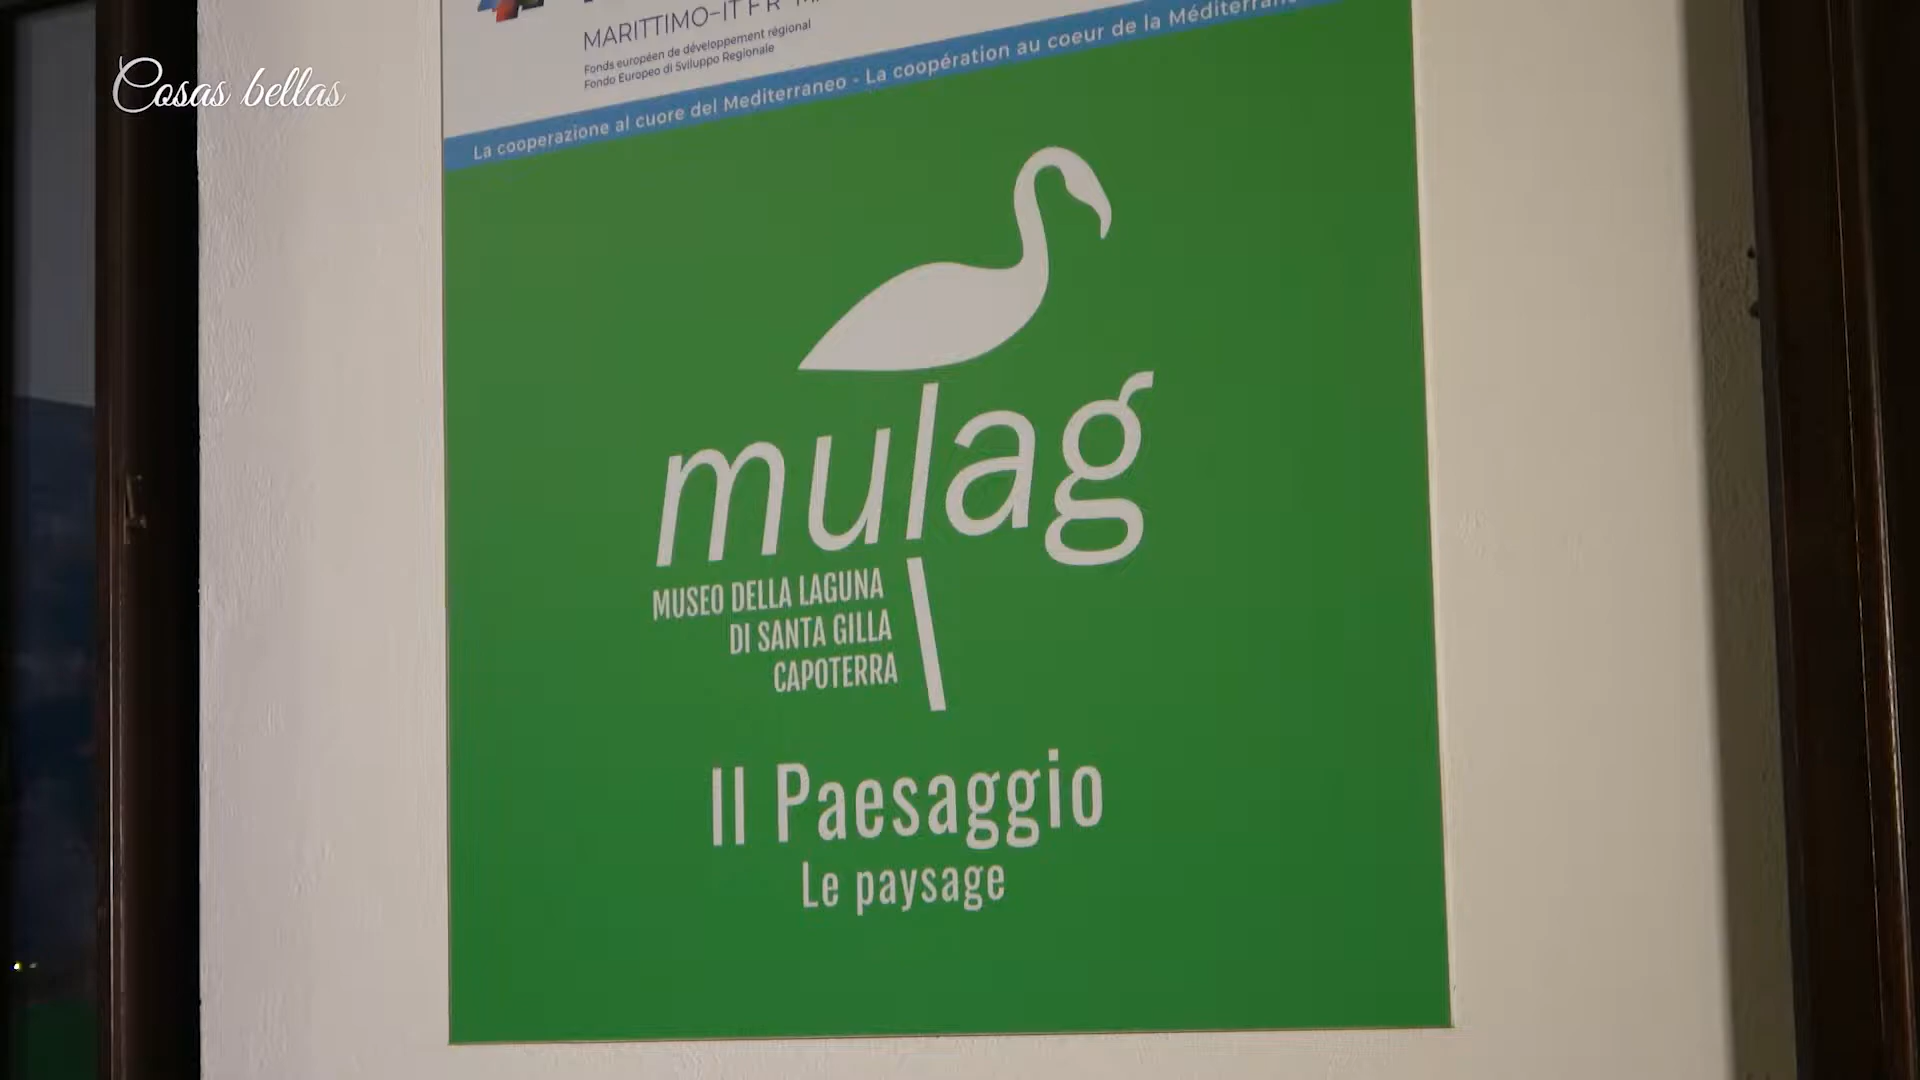 Cosas bellas
MARITTIMO-IT FR
Fonds européen de développement régional
Fondo Europeo di Sviluppo Regionale
La cooperazione al cuore del Mediterraneo - La coopération au coeur de la Méditerranée
mulag
MUSEO DELLA LAGUNA
DI SANTA GILLA
CAPOTERRA
Il Paesaggio
Le paysage